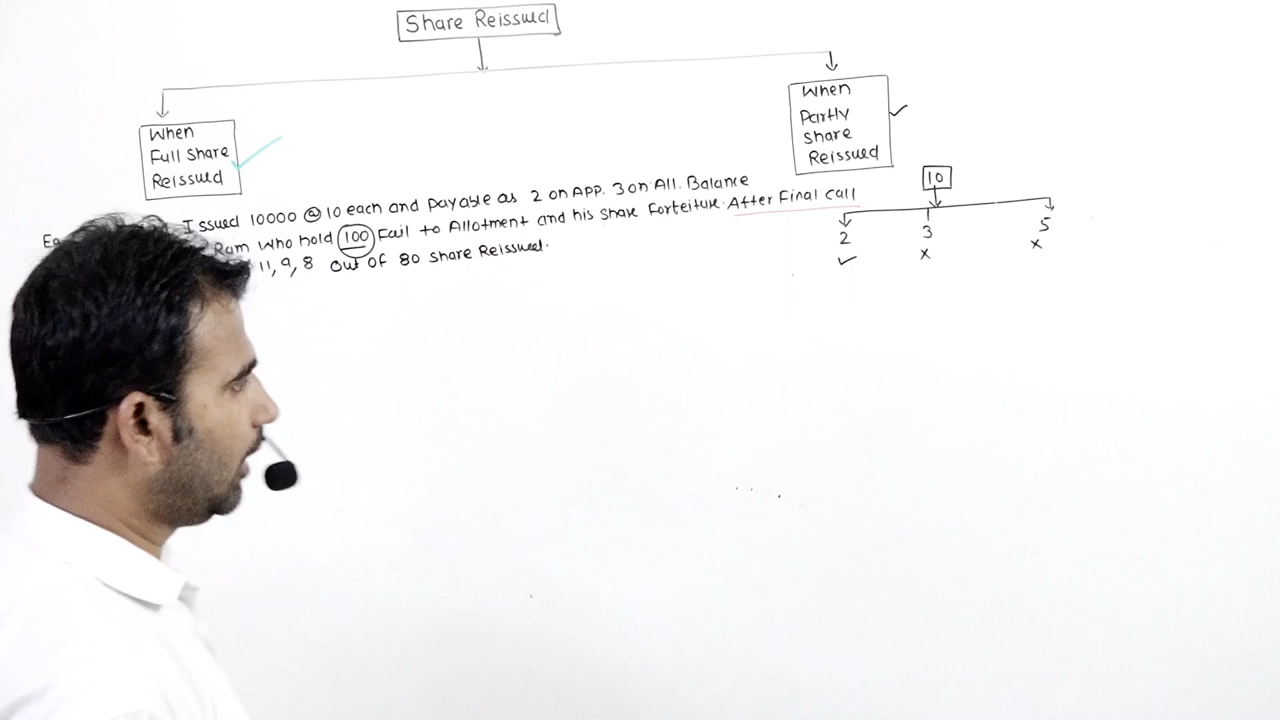 Share Reissued
When
Full Share
Reissued
When
Partly
Share
Reissued
Issued 10000 @ 10 each and payable as 2 on APP. 3 on All. Balance
Ram Who hold 100 Fail to Allotment and his share Forteiture. After Final Call
11, 9, 8 out of 80 share Reissued.
10
2 3 5
✓ x x